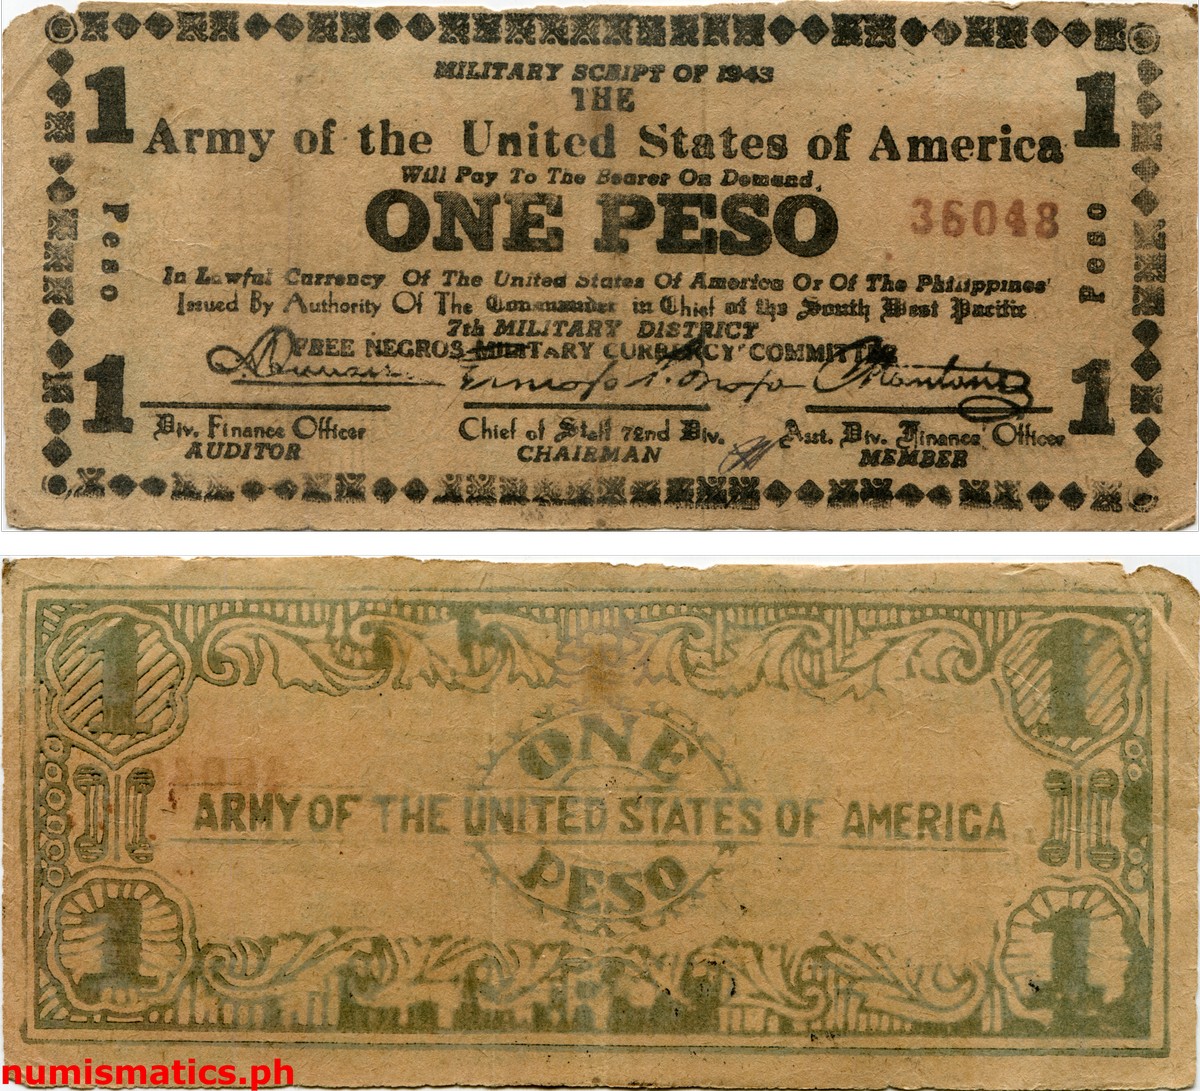 MILITARY SCRIPT OF 1943
THE
1 1
Army of the United States of America
Will Pay To The Bearer On Demand,
ONE PESO
36048
Peso Peso
In Lawful Currency Of The United States Of America Or Of The Philippines
Issued By Authority Of The Commander in Chief of the South West Pacific
7th MILITARY DISTRICT
FREE NEGROS MILITARY CURRENCY COMMITTEE
1 1
Div. Finance Officer Chief of Staff 72nd Div. Asst. Div. Finance Officer
AUDITOR CHAIRMAN MEMBER
1 1
ONE
ARMY OF THE UNITED STATES OF AMERICA
PESO
1 1
numismatics.ph